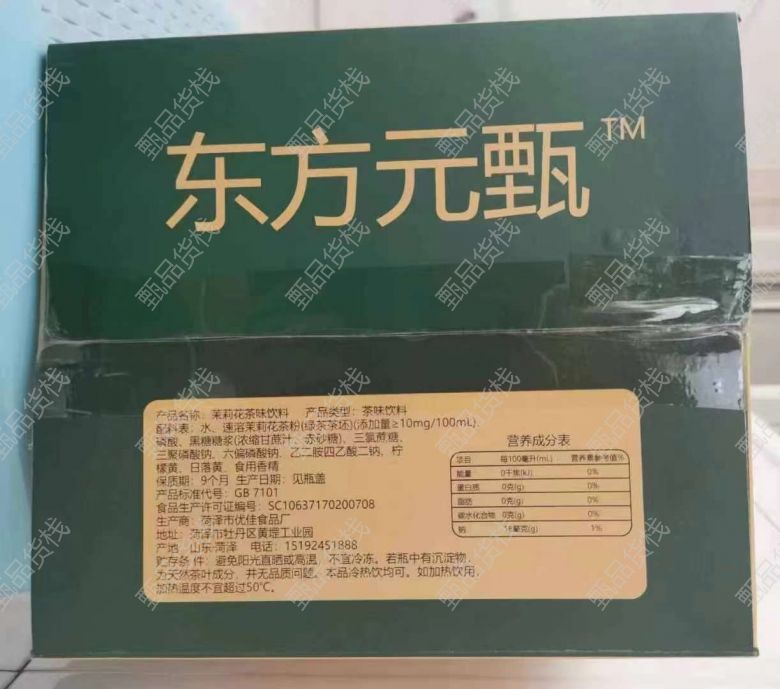 东方元甄™
产品名称：茉莉花茶味饮料 产品类型：茶味饮料
配料表：水、速溶茉莉花茶粉(绿茶茶坯)(添加量≥10mg/100mL)
磷酸、黑糖糖浆(浓缩甘蔗汁、赤砂糖)、三氯蔗糖、
三聚磷酸钠、六偏磷酸钠、乙二胺四乙酸二钠、柠
檬黄、日落黄、食用香精
保质期：9个月 生产日期：见瓶盖
产品标准代号：GB 7101
食品生产许可证编号：SC10637170200708
生产商：菏泽市优佳食品厂
地址：菏泽市牡丹区黄堽工业园
产地：山东·菏泽 电话：15192451888
贮存条件：避免阳光直晒或高温，不宜冷冻。若瓶中有沉淀物，
为天然茶叶成分，并无品质问题。本品冷热饮均可。如加热饮用，
加热温度不宜超过50℃。
营养成分表
项目 每100毫升(mL) 营养素参考值%
能量 0千焦(kJ) 0%
蛋白质 0克(g) 0%
脂肪 0克(g) 0%
碳水化合物 0克(g) 0%
钠 18毫克(g) 1%
甄品货栈